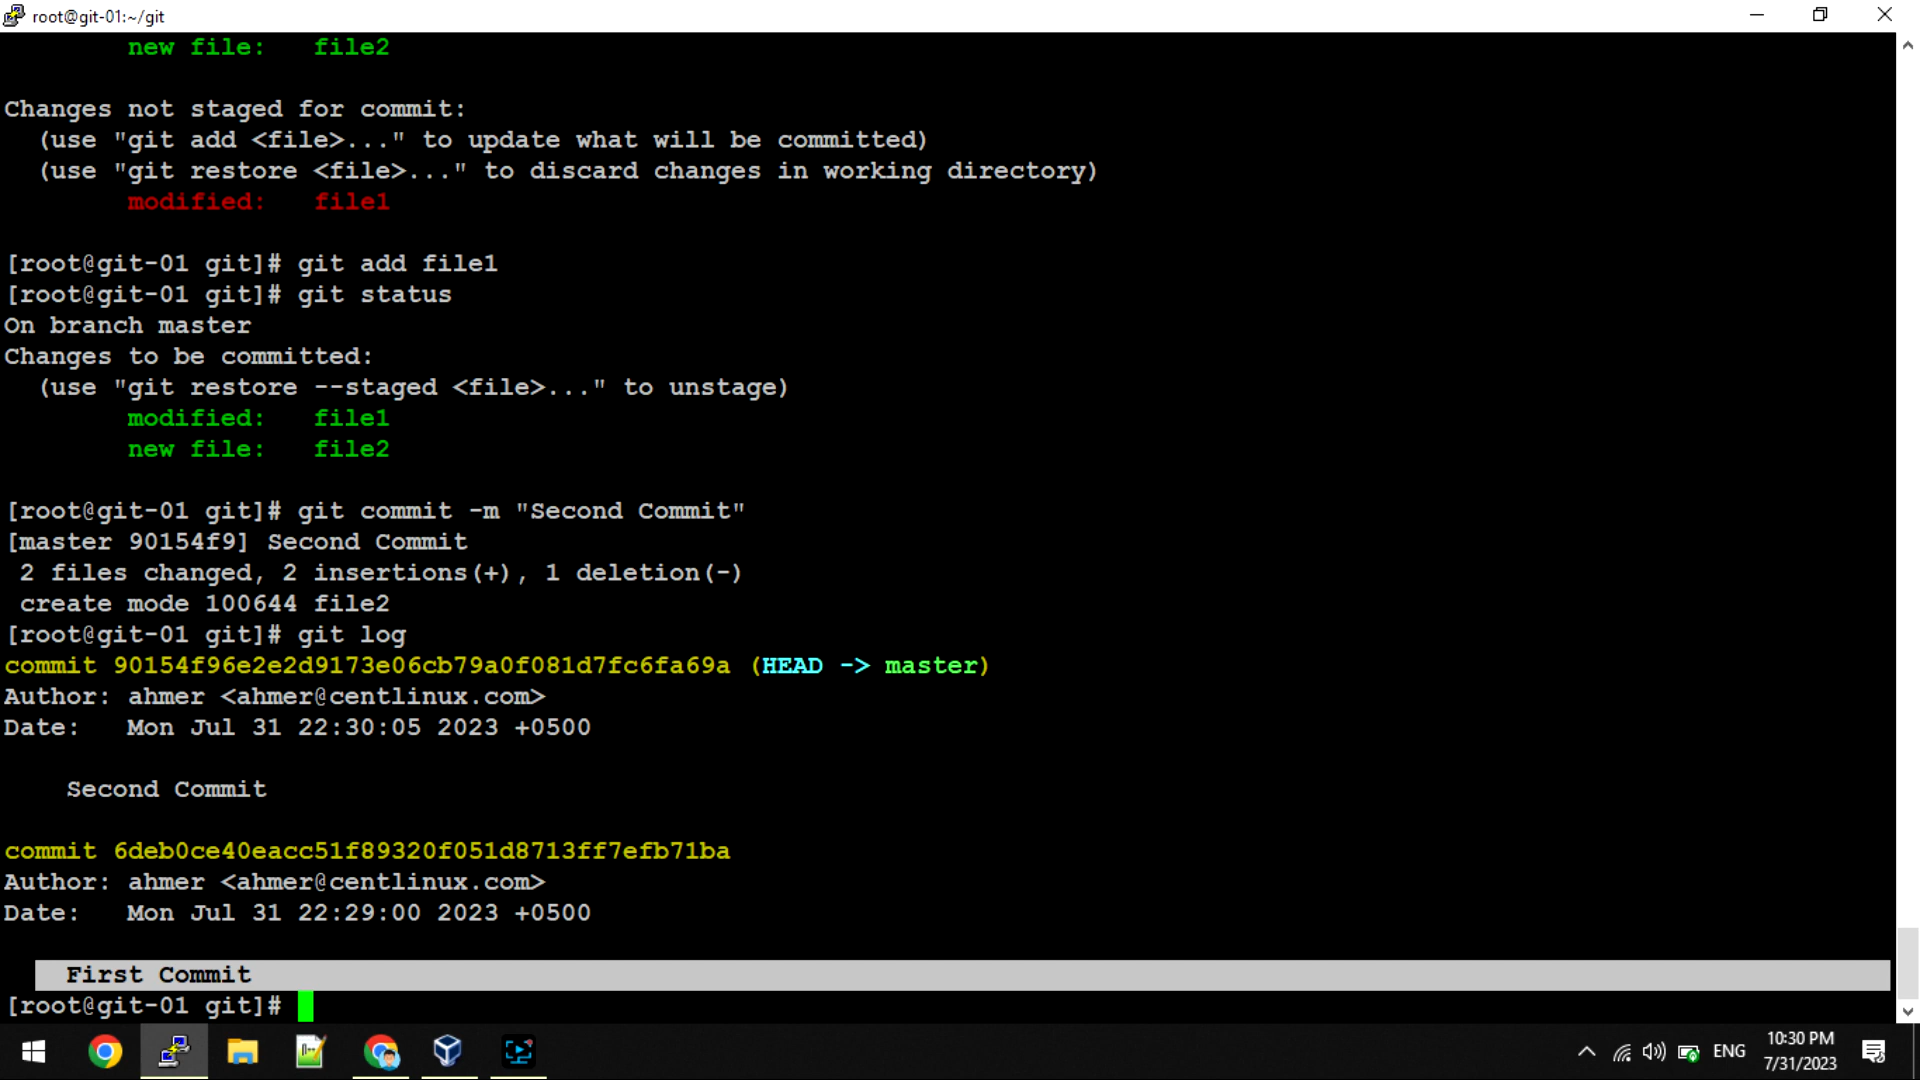 root@git-01:~/git
new file:   file2
Changes not staged for commit:
(use "git add <file>..." to update what will be committed)
(use "git restore <file>..." to discard changes in working directory)
modified:   file1
[root@git-01 git]# git add file1
[root@git-01 git]# git status
On branch master
Changes to be committed:
(use "git restore --staged <file>..." to unstage)
modified:   file1
new file:   file2
[root@git-01 git]# git commit -m "Second Commit"
[master 90154f9] Second Commit
2 files changed, 2 insertions(+), 1 deletion(-)
create mode 100644 file2
[root@git-01 git]# git log
commit 90154f96e2e2d9173e06cb79a0f081d7fc6fa69a (HEAD -> master)
Author: ahmer <ahmer@centlinux.com>
Date:   Mon Jul 31 22:30:05 2023 +0500
Second Commit
commit 6deb0ce40eacc51f89320f051d8713ff7efb71ba
Author: ahmer <ahmer@centlinux.com>
Date:   Mon Jul 31 22:29:00 2023 +0500
First Commit
[root@git-01 git]#
ENG
10:30 PM
7/31/2023